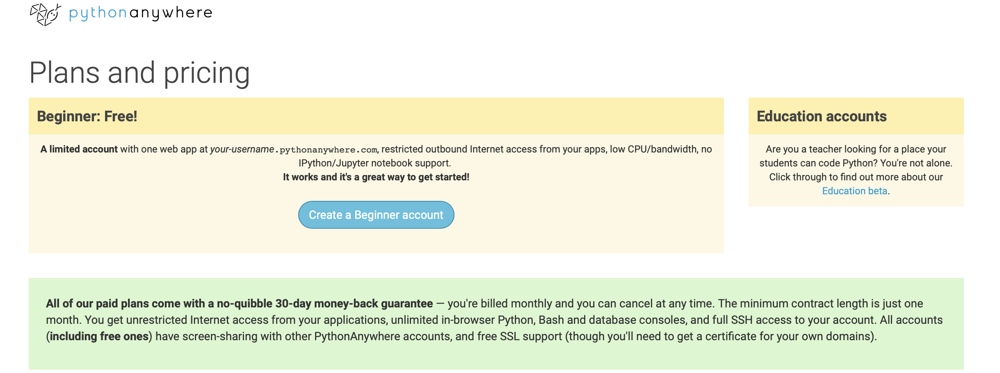 pythonanywhere
Plans and pricing
Beginner: Free!
A limited account with one web app at your-username.pythonanywhere.com, restricted outbound Internet access from your apps, low CPU/bandwidth, no
IPython/Jupyter notebook support.
It works and it's a great way to get started!
Create a Beginner account
Education accounts
Are you a teacher looking for a place your
students can code Python? You're not alone.
Click through to find out more about our
Education beta.
All of our paid plans come with a no-quibble 30-day money-back guarantee — you're billed monthly and you can cancel at any time. The minimum contract length is just one
month. You get unrestricted Internet access from your applications, unlimited in-browser Python, Bash and database consoles, and full SSH access to your account. All accounts
(including free ones) have screen-sharing with other PythonAnywhere accounts, and free SSL support (though you'll need to get a certificate for your own domains).